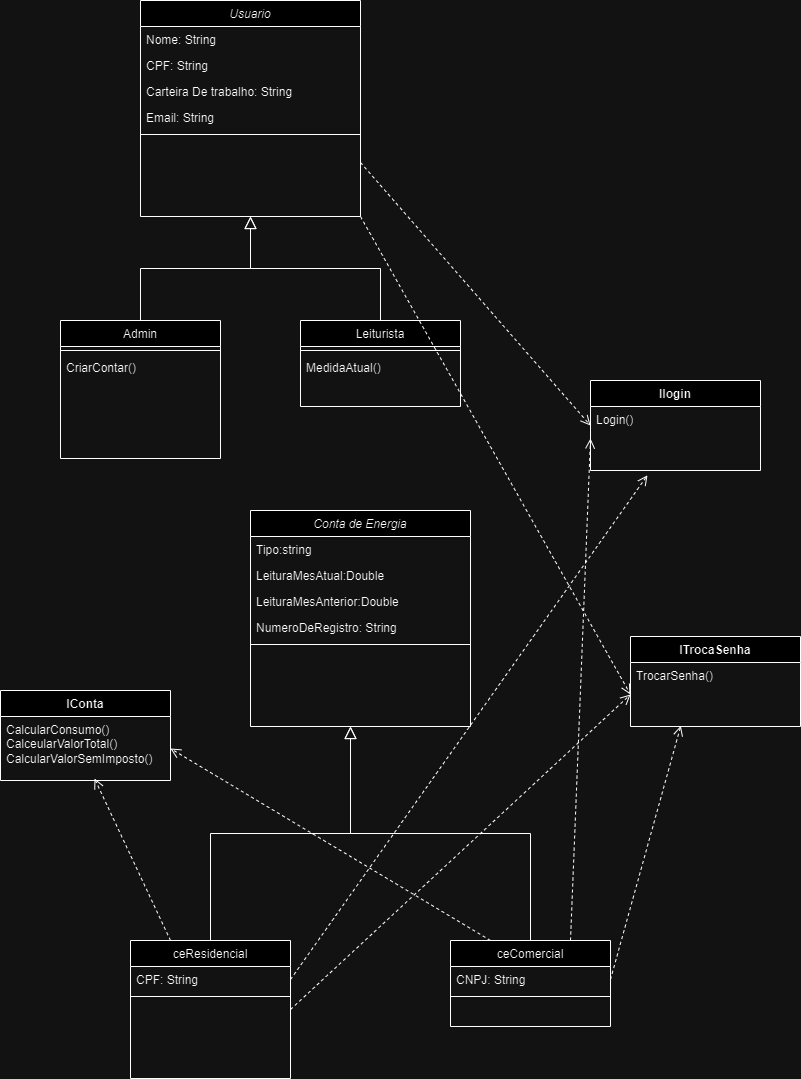 Usuario
Nome: String
CPF: String
Carteira De trabalho: String
Email: String
Admin
CriarContar()
Leiturista
MedidaAtual()
Ilogin
Login()
Conta de Energia
Tipo:string
LeituraMesAtual:Double
LeituraMesAnterior:Double
NumeroDeRegistro: String
ITrocaSenha
TrocarSenha()
IConta
CalcularConsumo()
CalceularValorTotal()
CalcularValorSemImposto()
ceResidencial
CPF: String
ceComercial
CNPJ: String